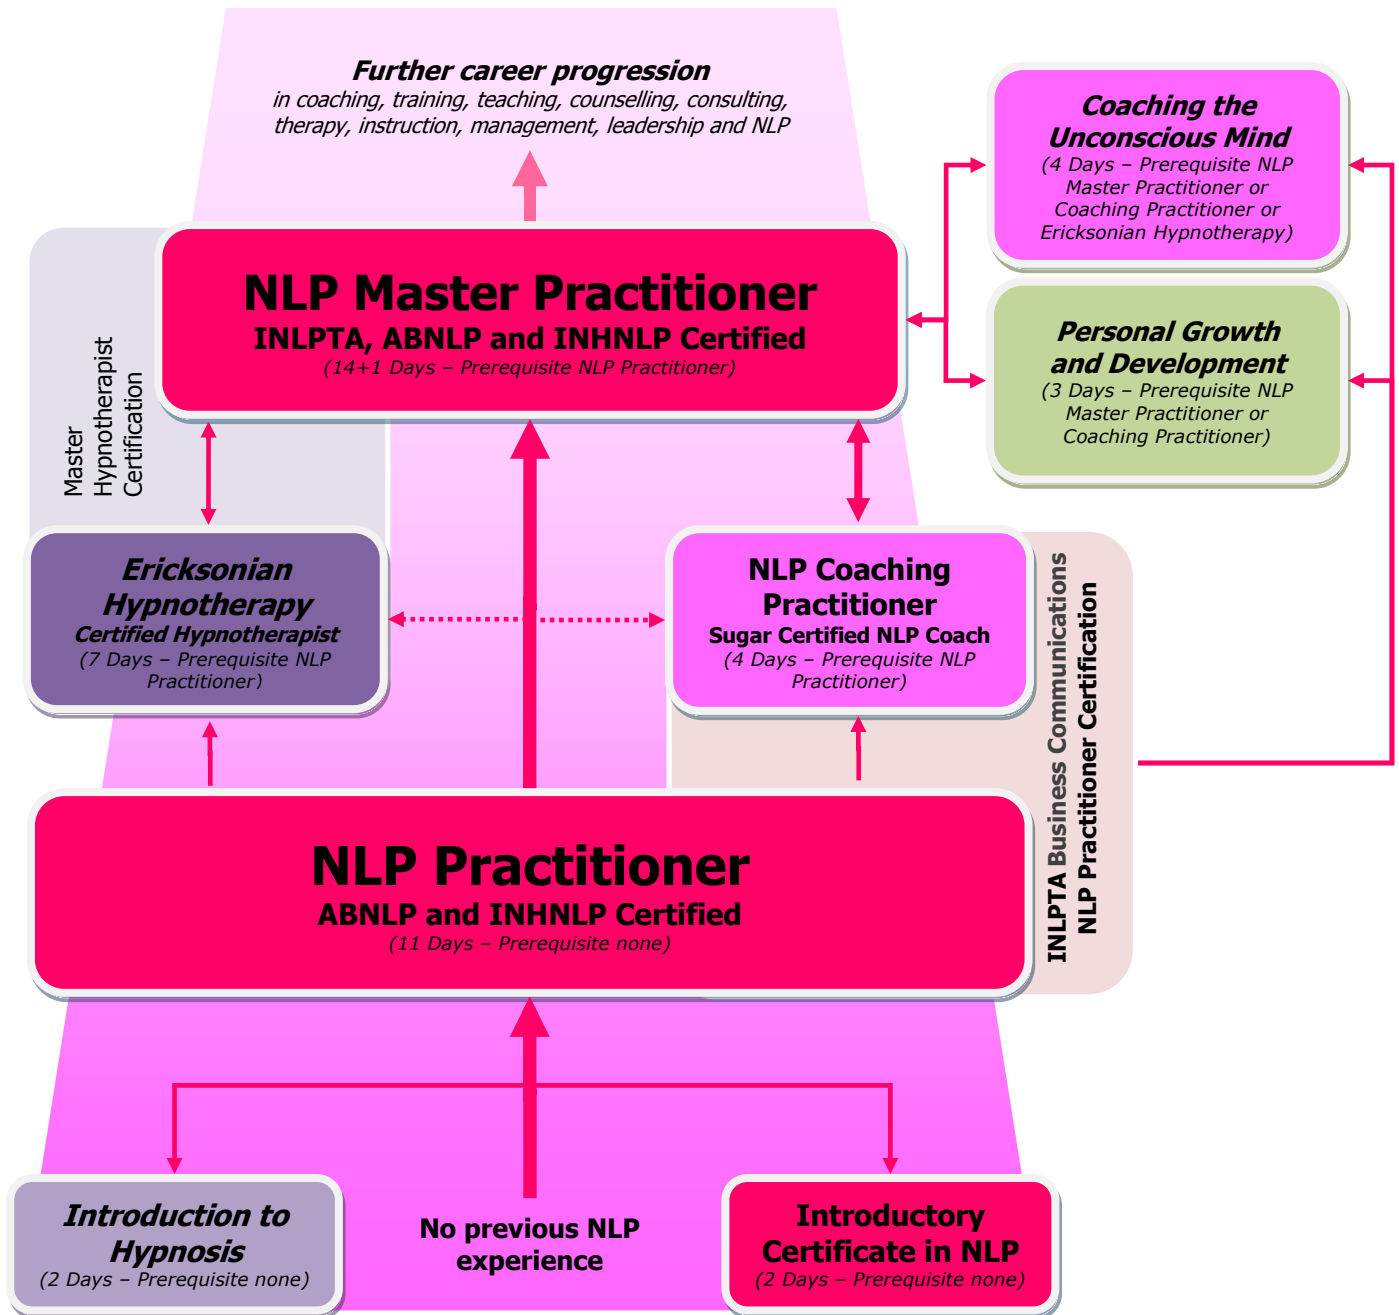 Further career progression
in coaching, training, teaching, counselling, consulting,
therapy, instruction, management, leadership and NLP
Coaching the
Unconscious Mind
(4 Days – Prerequisite NLP
Master Practitioner or
Coaching Practitioner or
Ericksonian Hypnotherapy)
NLP Master Practitioner
INLPTA, ABNLP and INHNLP Certified
(14+1 Days – Prerequisite NLP Practitioner)
Personal Growth
and Development
(3 Days – Prerequisite NLP
Master Practitioner or
Coaching Practitioner)
Master
Hypnotherapist
Certification
Ericksonian
Hypnotherapy
Certified Hypnotherapist
(7 Days – Prerequisite NLP
Practitioner)
NLP Coaching
Practitioner
Sugar Certified NLP Coach
(4 Days – Prerequisite NLP
Practitioner)
INLPTA Business Communications
NLP Practitioner Certification
NLP Practitioner
ABNLP and INHNLP Certified
(11 Days – Prerequisite none)
Introduction to
Hypnosis
(2 Days – Prerequisite none)
No previous NLP
experience
Introductory
Certificate in NLP
(2 Days – Prerequisite none)